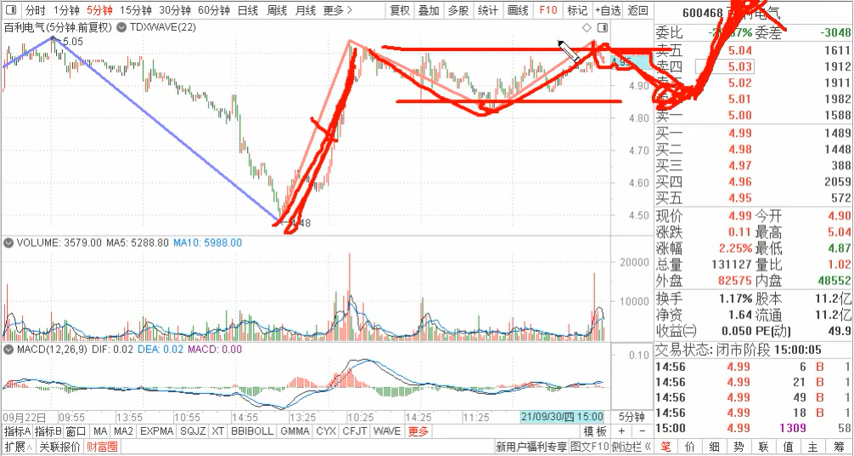 分时 1分钟 5分钟 15分钟 30分钟 60分钟 日线 周线 月线 更多 > 复权 叠加 多股 统计 画线 F10 标记 +自选 返回
600468
百利电气(5分钟.前复权) TDXWAVE(22)
5.05
4.90
4.80
4.70
4.60
4.50
委比 委差 -3048
卖五 5.04 1611
卖四 5.03 1912
5.02 1911
5.01 1982
卖一 5.00 1588
买一 4.99 1489
买二 4.98 1448
买三 4.97 388
买四 4.96 2059
买五 4.95 572
现价 4.99 今开 4.90
涨跌 0.11 最高 5.04
涨幅 2.25% 最低 4.87
总量 131127 量比 1.02
外盘 82575 内盘 48552
换手 1.17% 股本 11.2亿
净资 1.64 流通 11.2亿
收益㈡ 0.050 PE(动) 49.9
交易状态: 闭市阶段 15:00:05
14:56 4.99 6 B 1
14:56 4.99 21 B 1
14:56 4.99 49 B 1
14:56 4.99 18 B 1
15:00 4.99 1309 58
VOLUME: 3579.00 MA5: 5288.80 MA10: 5988.00
20000
10000
MACD(12,26,9) DIF: 0.02 DEA: 0.02 MACD: 0.00
0.10
09月22日 09:55 13:55 10:55 14:55 13:25 10:25 14:25 11:25 21/09/30/四 15:00 5分钟
指标A 指标B 窗口 MA MA2 EXPMA SQJZ XT BBIBOLL GMMA CYX CFJT WAVE 更多 模板 + -
扩展∧ 关联报价 财富圈 新用户福利专享 图文F10 侧边栏《 笔 价 细 势 联 值 主 筹